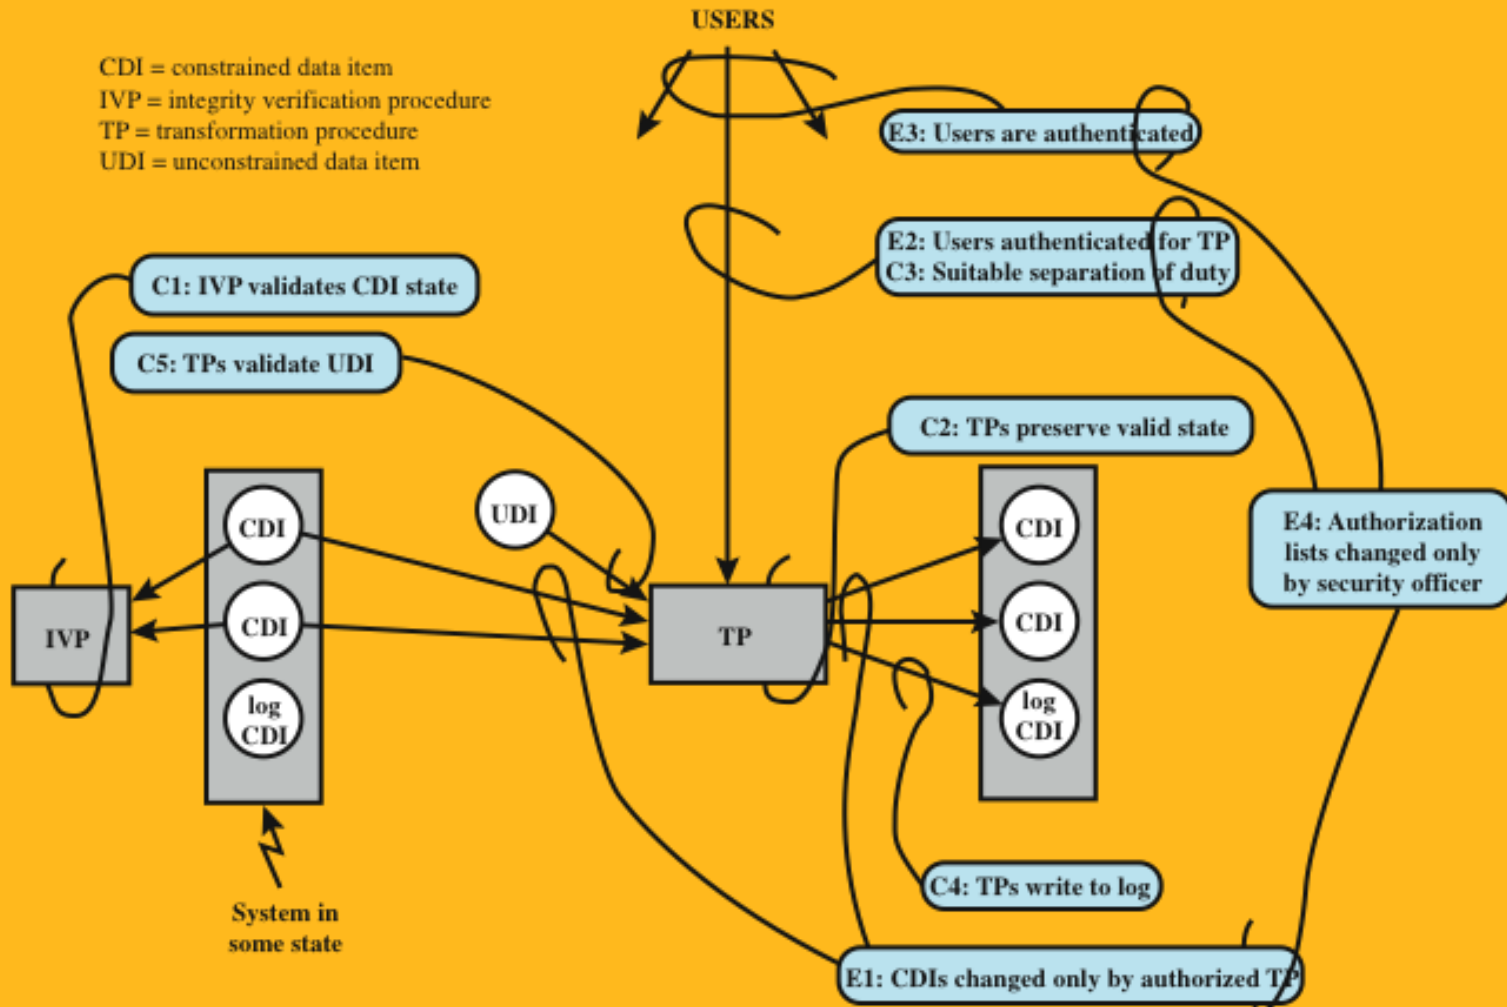 USERS
CDI = constrained data item
IVP = integrity verification procedure
TP = transformation procedure
UDI = unconstrained data item
E3: Users are authenticated
E2: Users authenticated for TP
C3: Suitable separation of duty
C1: IVP validates CDI state
C5: TPs validate UDI
C2: TPs preserve valid state
CDI
UDI
CDI
E4: Authorization
lists changed only
by security officer
IVP
CDI
TP
CDI
log
CDI
log
CDI
C4: TPs write to log
System in
some state
E1: CDIs changed only by authorized TP